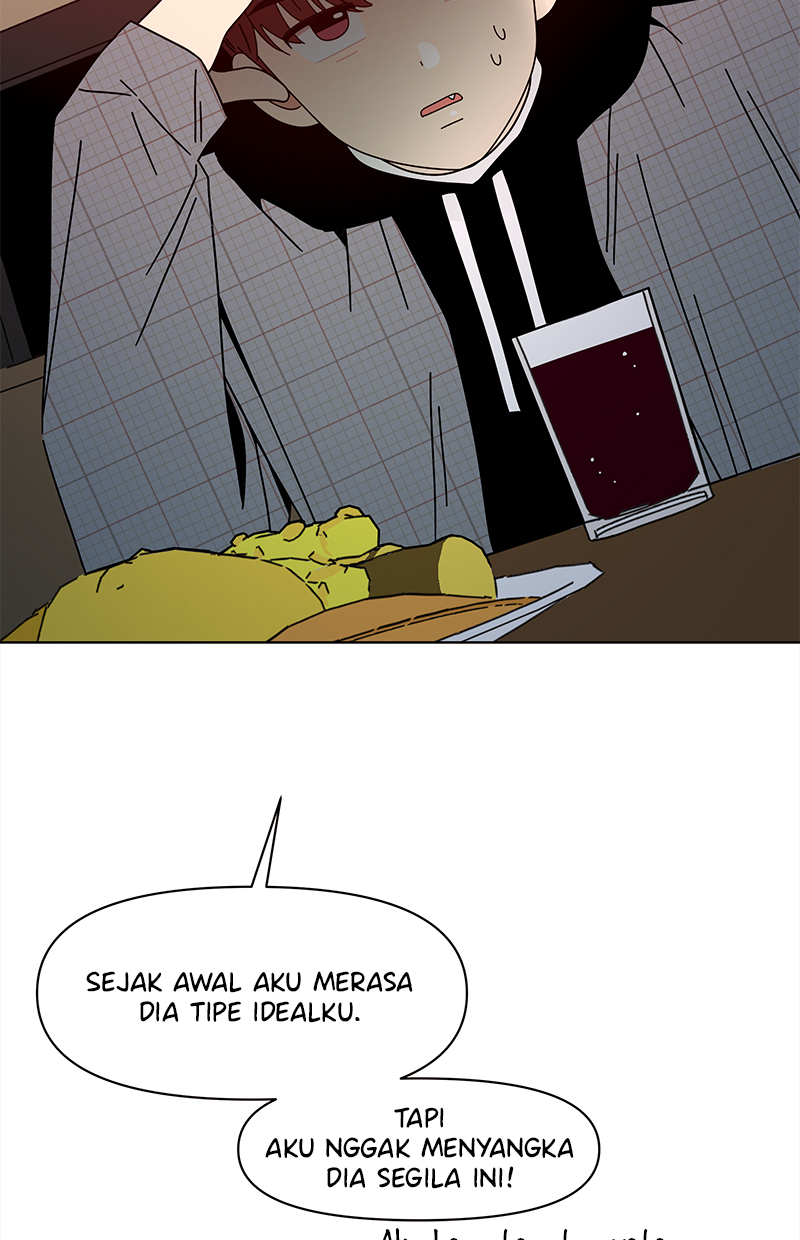 SEJAK AWAL AKU MERASA
DIA TIPE IDEALKU.
TAPI
AKU NGGAK MENYANGKA
DIA SEGILA INI!